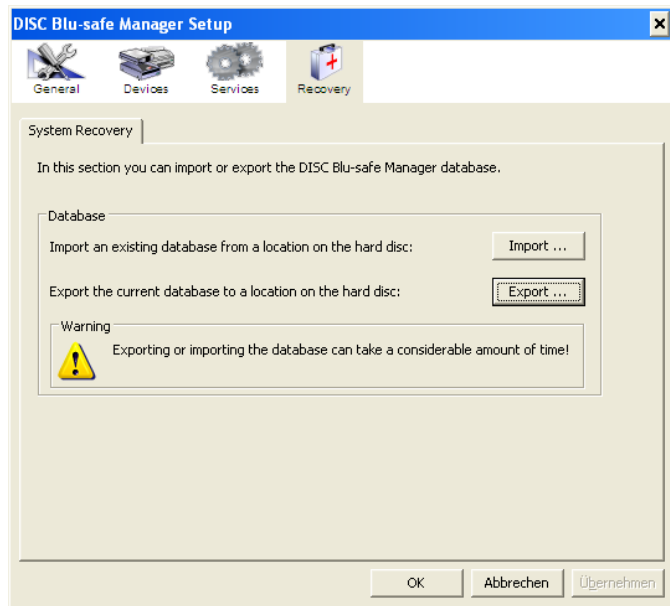 DISC Blu-safe Manager Setup
General Devices Services Recovery
System Recovery
In this section you can import or export the DISC Blu-safe Manager database.
Database
Import an existing database from a location on the hard disc: Import ...
Export the current database to a location on the hard disc: Export ...
Warning
Exporting or importing the database can take a considerable amount of time!
OK Abbrechen Übernehmen